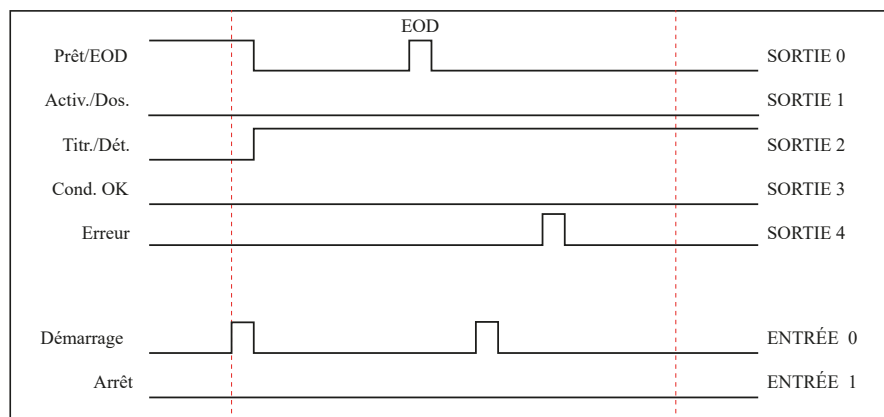 EOD
Prêt/EOD SORTIE 0
Activ./Dos. SORTIE 1
Titr./Dét. SORTIE 2
Cond. OK SORTIE 3
Erreur SORTIE 4
Démarrage ENTRÉE 0
Arrêt ENTRÉE 1